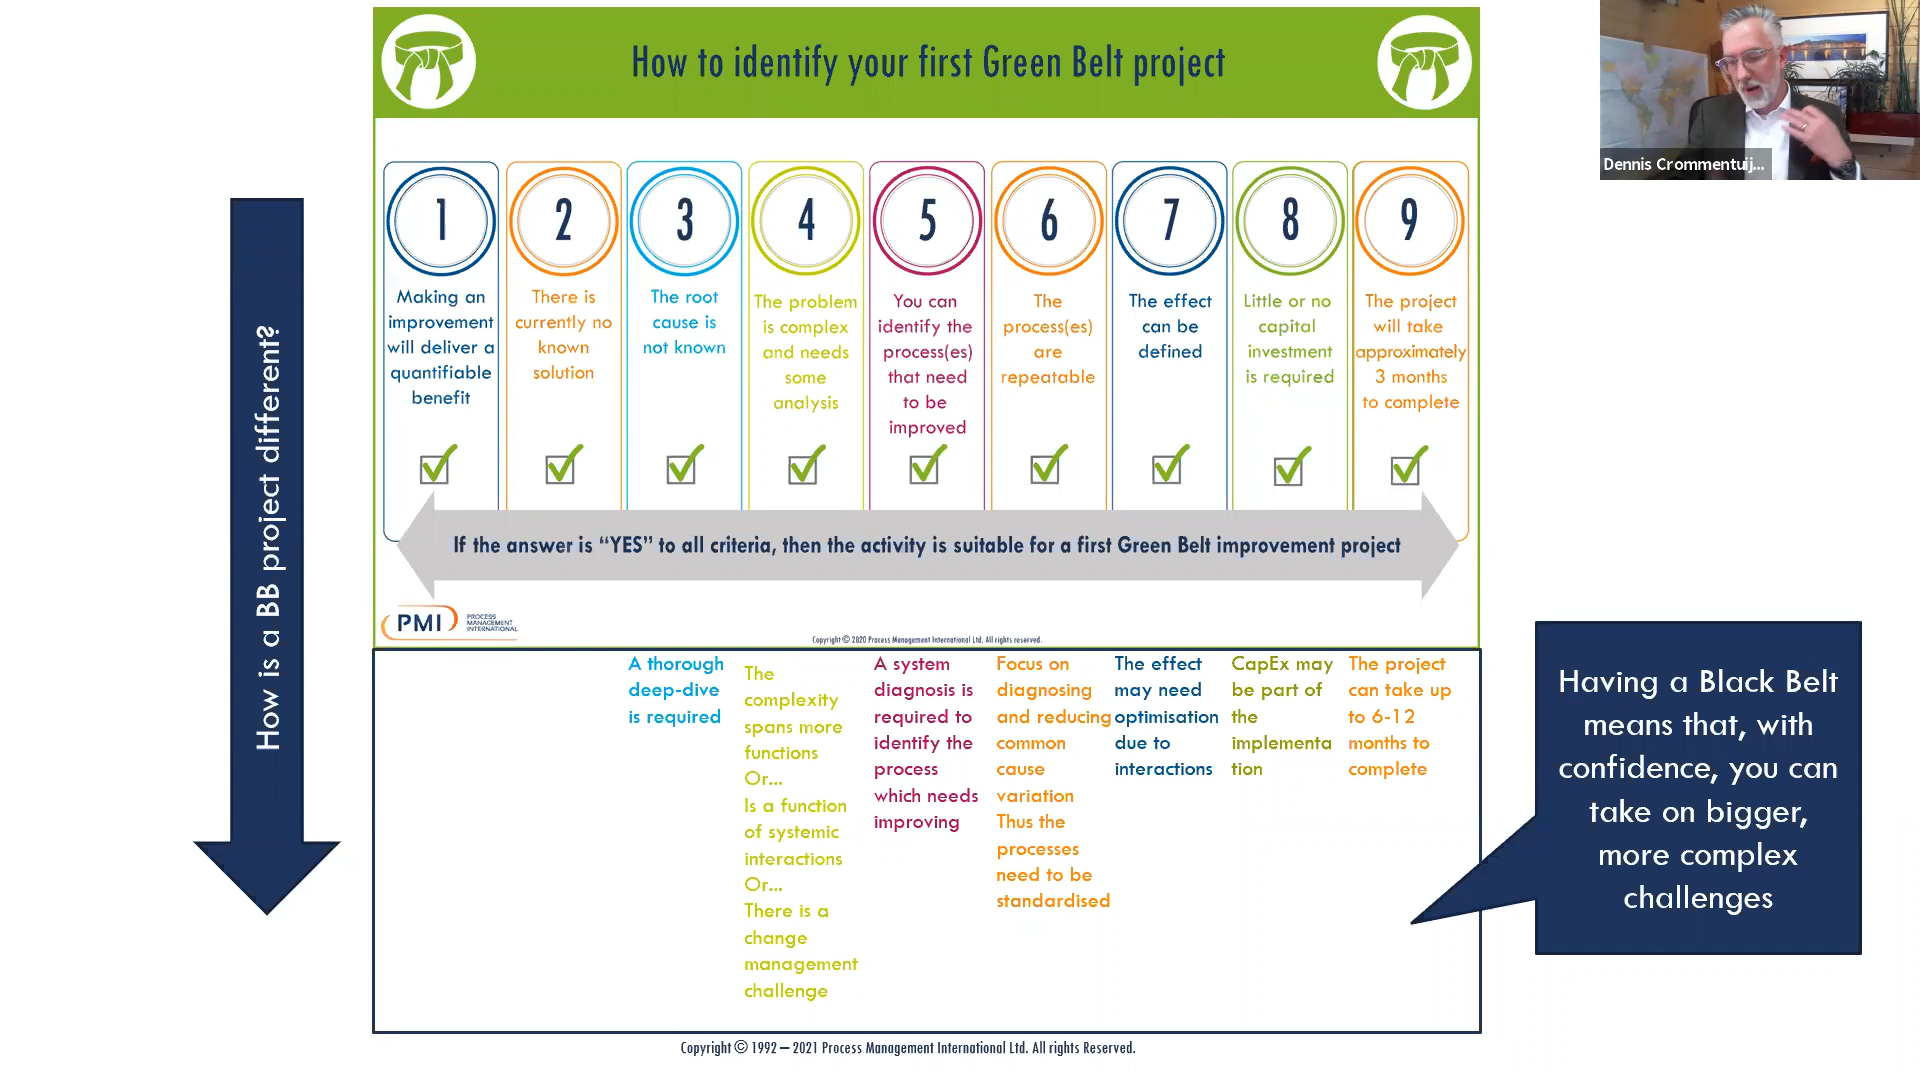 How to identify your first Green Belt project
Dennis Crommentuij...
How is a BB project different?
1
Making an
improvement
will deliver a
quantifiable
benefit
2
There is
currently no
known
solution
3
The root
cause is
not known
4
The problem
is complex
and needs
some
analysis
5
You can
identify the
process(es)
that need
to be
improved
6
The
process(es)
are
repeatable
7
The effect
can be
defined
8
Little or no
capital
investment
is required
9
The project
will take
approximately
3 months
to complete
If the answer is “YES” to all criteria, then the activity is suitable for a first Green Belt improvement project
PMI
PROCESS
MANAGEMENT
INTERNATIONAL
Copyright © 2020 Process Management International Ltd. All rights reserved.
A thorough
deep-dive
is required
The
complexity
spans more
functions
Or...
Is a function
of systemic
interactions
Or...
There is a
change
management
challenge
A system
diagnosis is
required to
identify the
process
which needs
improving
Focus on
diagnosing
and reducing
common
cause
variation
Thus the
processes
need to be
standardised
The effect
may need
optimisation
due to
interactions
CapEx may
be part of
the
implementa
tion
The project
can take up
to 6-12
months to
complete
Having a Black Belt
means that, with
confidence, you can
take on bigger,
more complex
challenges
Copyright © 1992 – 2021 Process Management International Ltd. All rights Reserved.